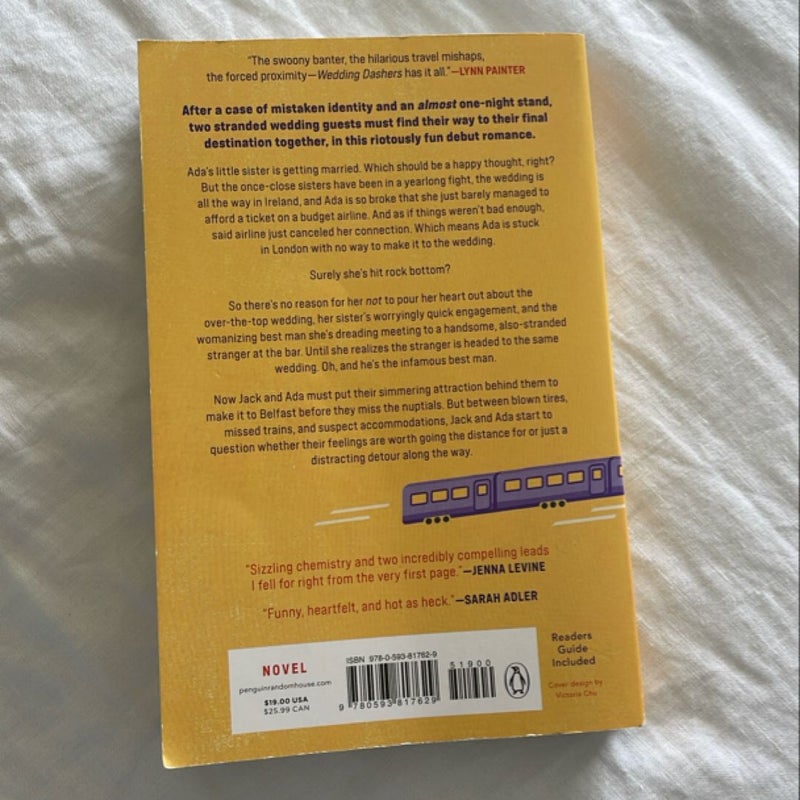 "The swoony banter, the hilarious travel mishaps,
the forced proximity—Wedding Dashers has it all."—LYNN PAINTER
After a case of mistaken identity and an almost one-night stand,
two stranded wedding guests must find their way to their final
destination together, in this riotously fun debut romance.
Ada's little sister is getting married. Which should be a happy thought, right?
But the once-close sisters have been in a yearlong fight, the wedding is
all the way in Ireland, and Ada is so broke that she just barely managed to
afford a ticket on a budget airline. And as if things weren't bad enough,
said airline just canceled her connection. Which means Ada is stuck
in London with no way to make it to the wedding.
Surely she's hit rock bottom?
So there's no reason for her not to pour her heart out about the
over-the-top wedding, her sister's worryingly quick engagement, and the
womanizing best man she's dreading meeting to a handsome, also-stranded
stranger at the bar. Until she realizes the stranger is headed to the same
wedding. Oh, and he's the infamous best man.
Now Jack and Ada must put their simmering attraction behind them to
make it to Belfast before they miss the nuptials. But between blown tires,
missed trains, and suspect accommodations, Jack and Ada start to
question whether their feelings are worth going the distance for or just a
distracting detour along the way.
"Sizzling chemistry and two incredibly compelling leads
I fell for right from the very first page."—JENNA LEVINE
"Funny, heartfelt, and hot as heck."—SARAH ADLER
NOVEL
penguinrandomhouse.com
$19.00 USA
$25.99 CAN
ISBN 978-0-593-81762-9
51900
9 780593 817629
Readers
Guide
Included
Cover design by
Victoria Chu